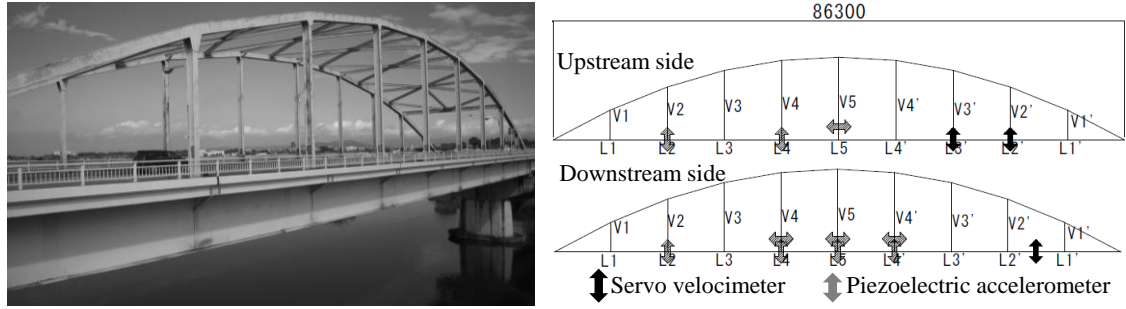 86300
Upstream side
V1 V2 V3 V4 V5 V4' V3' V2' V1'
L1 L2 L3 L4 L5 L4' L3' L2' L1'
Downstream side
V1 V2 V3 V4 V5 V4' V3' V2' V1'
L1 L2 L3 L4 L5 L4' L3' L2' L1'
Servo velocimeter Piezoelectric accelerometer